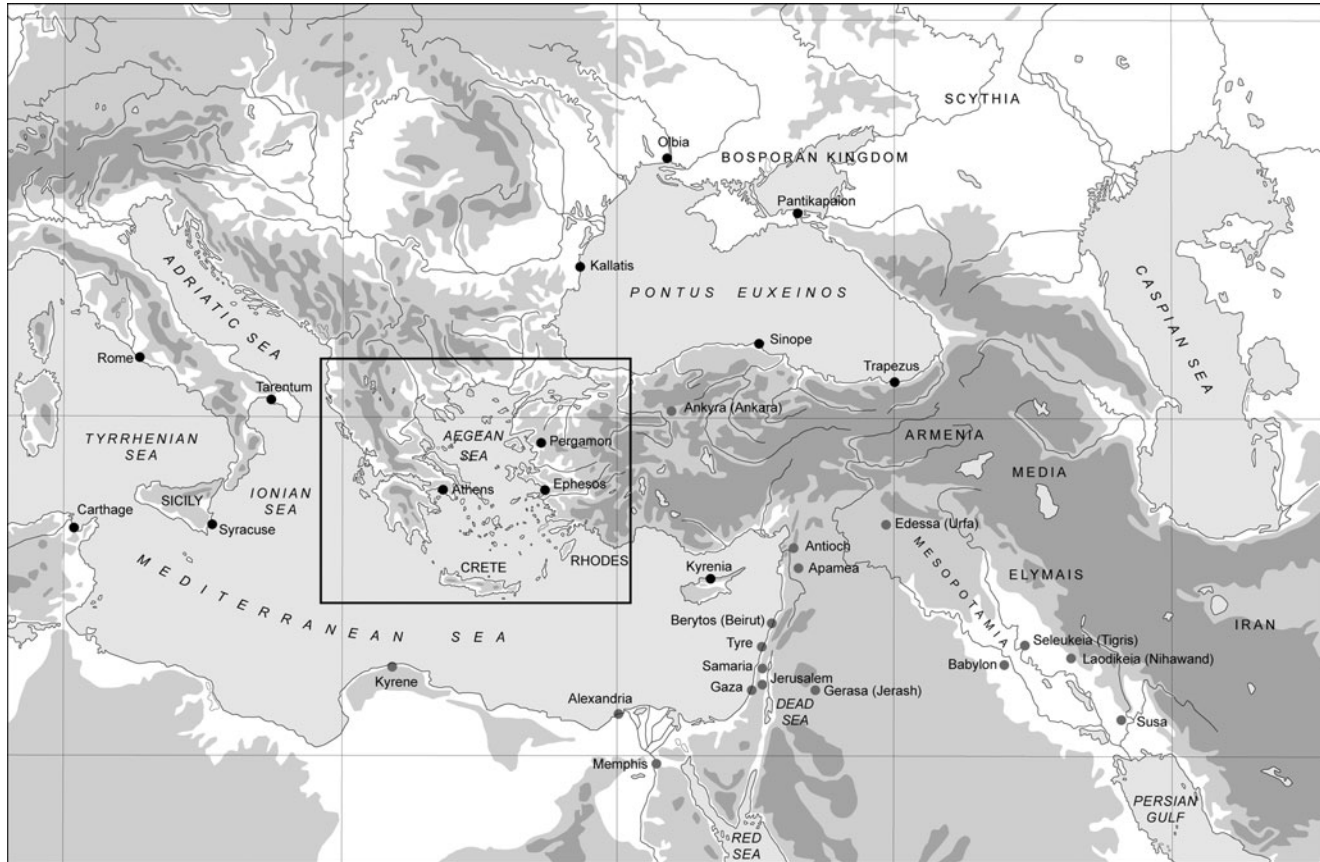 SCYTHIA
Olbia
BOSPORAN KINGDOM
Pantikapaion
Kallatis
ADRIATIC SEA
PONTUS EUXEINOS
CASPIAN SEA
Sinope
Rome
Trapezus
Tarentum
Ankyra (Ankara)
TYRRHENIAN
SEA
AEGEAN
SEA
Pergamon
ARMENIA
MEDIA
SICILY
IONIAN
SEA
Athens
Ephesos
Carthage
Syracuse
Edessa (Urfa)
Antioch
RHODES
CRETE
Kyrenia
Apamea
MESOPOTAMIA
ELYMAIS
MEDITERRANEAN SEA
Berytos (Beirut)
IRAN
Tyre
Seleukeia (Tigris)
Samaria
Babylon
Laodikeia (Nihawand)
Kyrene
Jerusalem
Gaza
Gerasa (Jerash)
Alexandria
DEAD
SEA
Susa
Memphis
PERSIAN
GULF
RED
SEA